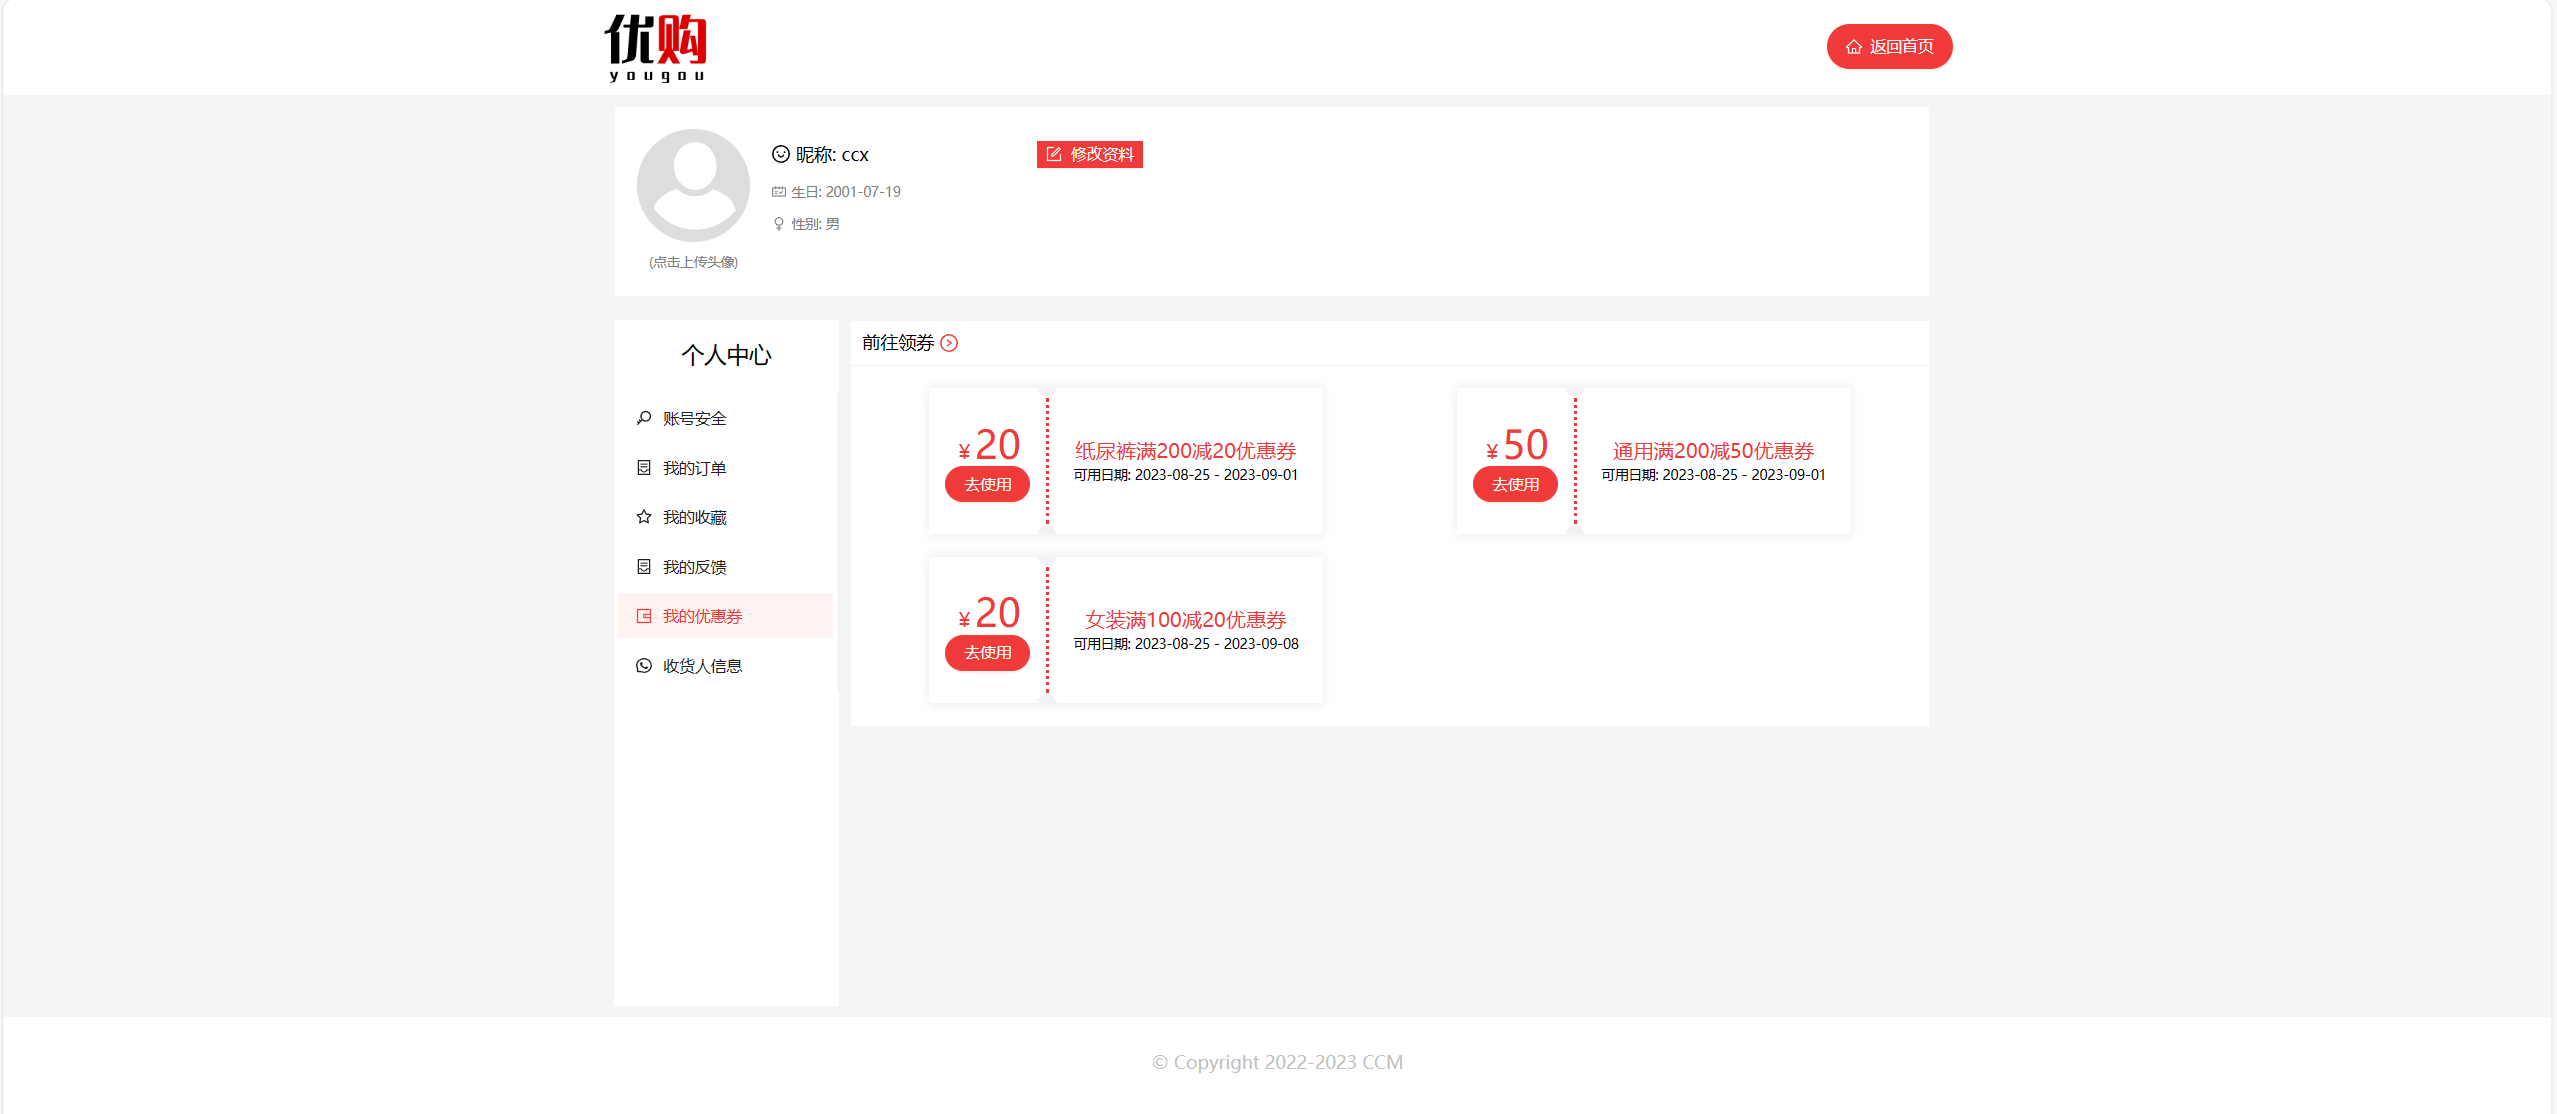 优购
yougou
返回首页
昵称: ccx
修改资料
生日: 2001-07-19
性别: 男
(点击上传头像)
个人中心
账号安全
我的订单
我的收藏
我的反馈
我的优惠券
收货人信息
前往领券
¥20
去使用
纸尿裤满200减20优惠券
可用日期: 2023-08-25 - 2023-09-01
¥50
去使用
通用满200减50优惠券
可用日期: 2023-08-25 - 2023-09-01
¥20
去使用
女装满100减20优惠券
可用日期: 2023-08-25 - 2023-09-08
© Copyright 2022-2023 CCM